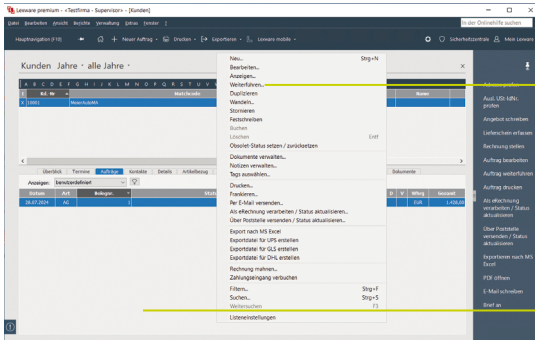 Lexware premium - <Testfirma - Supervisor> - [Kunden]
Datei Bearbeiten Ansicht Berichte Verwaltung Extras Fenster ?
In der Onlinehilfe suchen
Hauptnavigation (F10) Neuer Auftrag Drucken Exportieren Lexware mobile Sicherheitszentrale Mein Lexware
Kunden Jahre · alle Jahre
A B C D E F G H I J K L M N O P Q R S T U V
Kd.-Nr Matchcode Name
10001 MeierAutoMA
Überblick Termine Aufträge Kontakte Details Artikelbezug Dokumente
Anzeigen: benutzerdefiniert
Datum Art Belegnr. Stat D V Whrg Gesamt
28.07.2024 AG 1 EUR 1.428,00
Neu... Strg+N
Bearbeiten...
Anzeigen...
Weiterführen...
Duplizieren
Wandeln...
Stornieren
Festschreiben
Buchen
Löschen Entf
Obsolet-Status setzen / zurücksetzen
Dokumente verwalten...
Notizen verwalten...
Tags auswählen...
Drucken...
Frankieren...
Per E-Mail versenden...
Als eRechnung verarbeiten / Status aktualisieren...
Über Poststelle versenden / Status aktualisieren...
Export nach MS Excel
Exportdatei für UPS erstellen
Exportdatei für GLS erstellen
Exportdatei für DHL erstellen
Rechnung mahnen...
Zahlungseingang verbuchen
Filtern... Strg+F
Suchen... Strg+S
Weitersuchen F3
Listeneinstellungen
Adressen prüfen
Ausl. USt-IdNr.
prüfen
Angebot schreiben
Lieferschein erfassen
Rechnung stellen
Auftrag bearbeiten
Auftrag weiterführen
Auftrag drucken
Als eRechnung
verarbeiten / Status
aktualisieren
Über Poststelle
versenden / Status
aktualisieren
Exportieren nach MS
Excel
PDF öffnen
E-Mail schreiben
Brief an